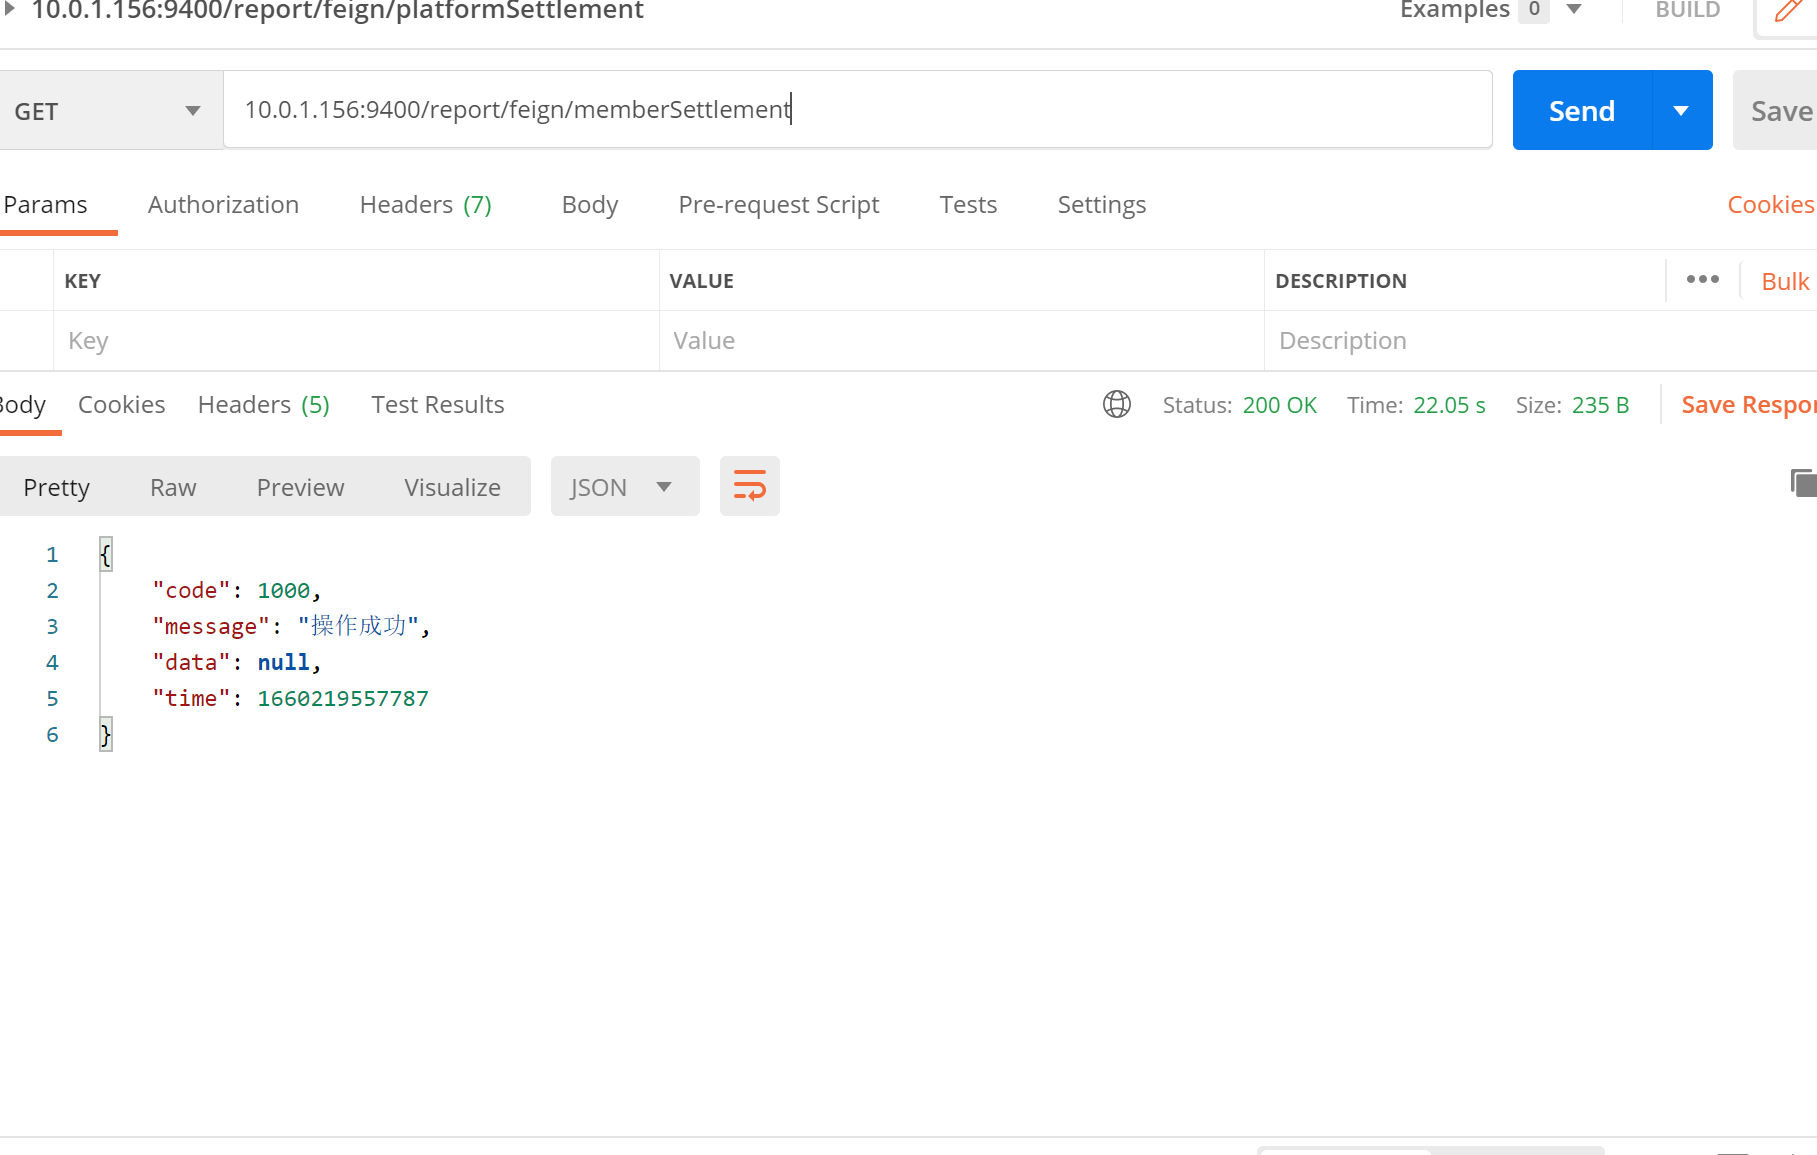 10.0.1.156:9400/report/feign/platformSettlement Examples 0 BUILD
GET 10.0.1.156:9400/report/feign/memberSettlement Send Save
Params Authorization Headers (7) Body Pre-request Script Tests Settings Cookies
KEY VALUE DESCRIPTION ••• Bulk
Key Value Description
Body Cookies Headers (5) Test Results Status: 200 OK Time: 22.05 s Size: 235 B Save Respon
Pretty Raw Preview Visualize JSON
1 {
2 "code": 1000,
3 "message": "操作成功",
4 "data": null,
5 "time": 1660219557787
6 }